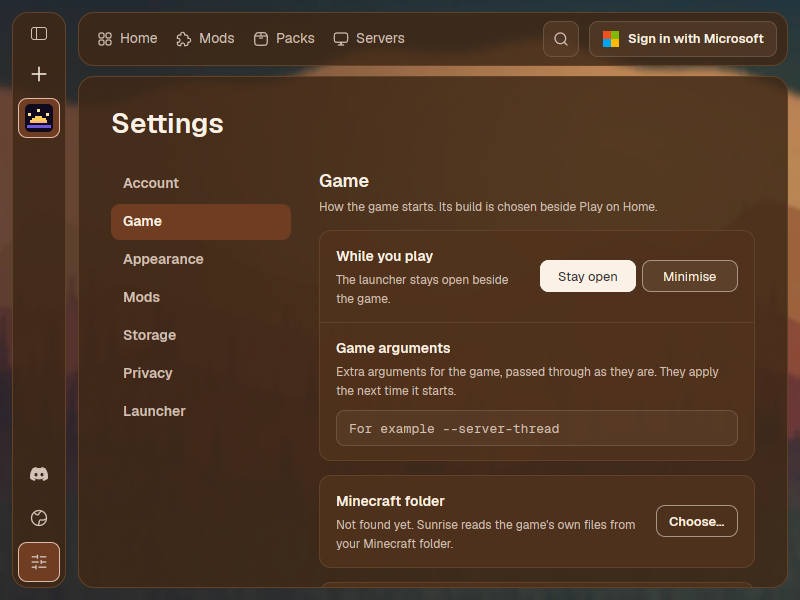 Home
Mods
Packs
Servers
Sign in with Microsoft
Settings
Account
Game
Appearance
Mods
Storage
Privacy
Launcher
Game
How the game starts. Its build is chosen beside Play on Home.
While you play
The launcher stays open beside
the game.
Stay open
Minimise
Game arguments
Extra arguments for the game, passed through as they are. They apply
the next time it starts.
For example --server-thread
Minecraft folder
Not found yet. Sunrise reads the game's own files from
your Minecraft folder.
Choose...